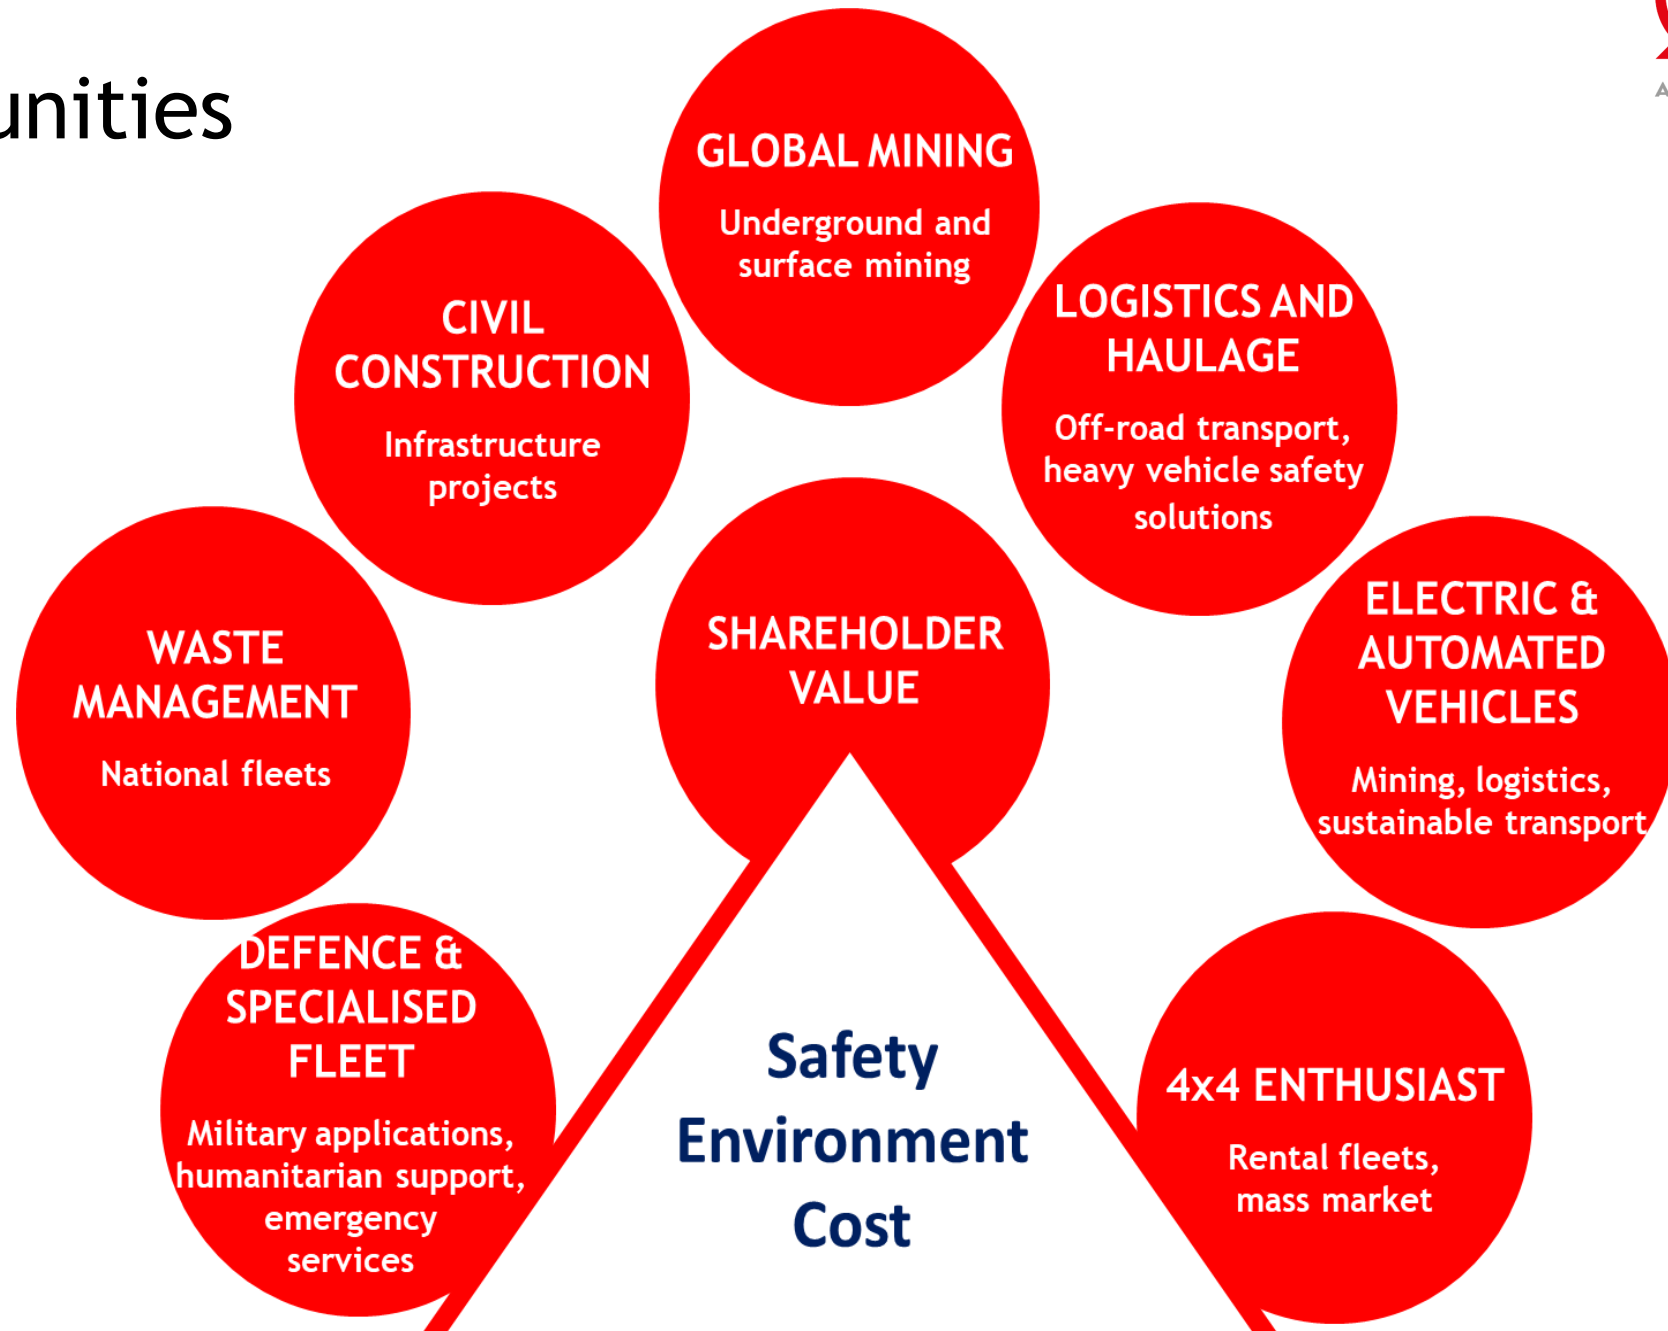 unities
GLOBAL MINING
Underground and
surface mining
CIVIL
CONSTRUCTION
Infrastructure
projects
LOGISTICS AND
HAULAGE
Off-road transport,
heavy vehicle safety
solutions
WASTE
MANAGEMENT
National fleets
SHAREHOLDER
VALUE
ELECTRIC &
AUTOMATED
VEHICLES
Mining, logistics,
sustainable transport
DEFENCE &
SPECIALISED
FLEET
Military applications,
humanitarian support,
emergency
services
Safety
Environment
Cost
4x4 ENTHUSIAST
Rental fleets,
mass market